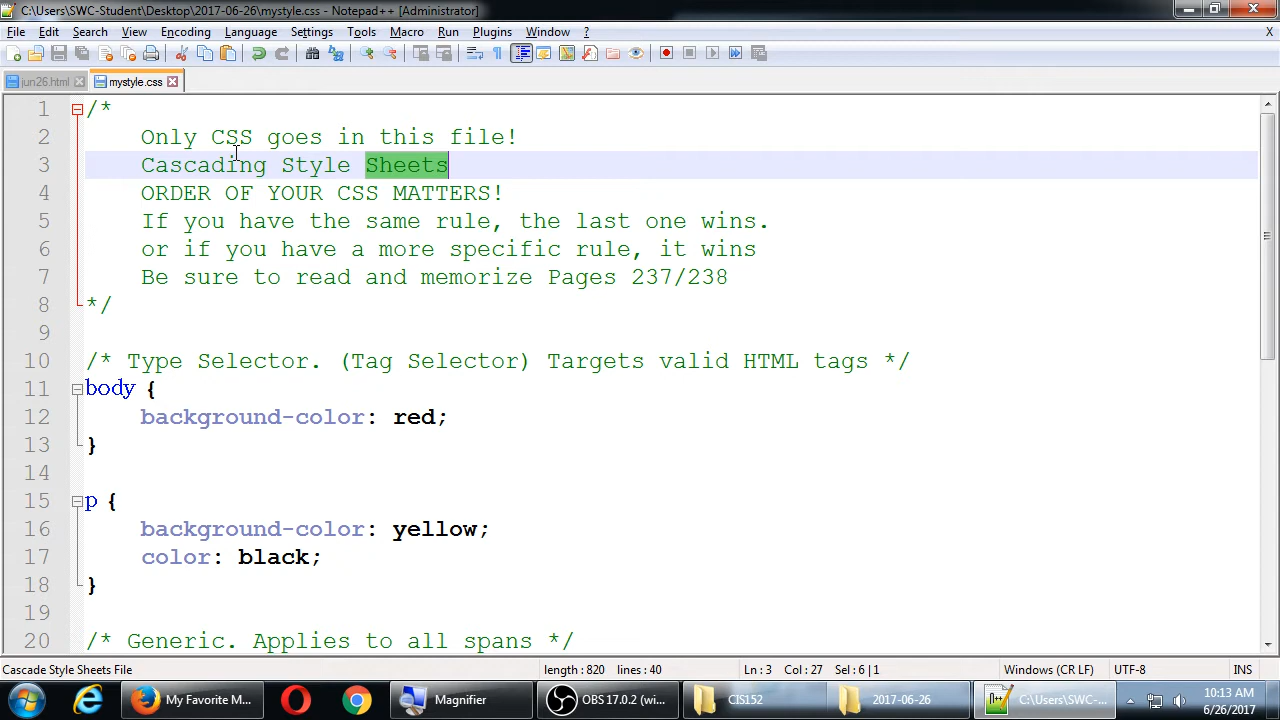 C:\Users\SWC-Student\Desktop\2017-06-26\mystyle.css - Notepad++ [Administrator]
File Edit Search View Encoding Language Settings Tools Macro Run Plugins Window ? X
jun26.html mystyle.css
1 /*
2 Only CSS goes in this file!
3 Cascading Style Sheets
4 ORDER OF YOUR CSS MATTERS!
5 If you have the same rule, the last one wins.
6 or if you have a more specific rule, it wins
7 Be sure to read and memorize Pages 237/238
8 */
9
10 /* Type Selector. (Tag Selector) Targets valid HTML tags */
11 body {
12 background-color: red;
13 }
14
15 p {
16 background-color: yellow;
17 color: black;
18 }
19
20 /* Generic. Applies to all spans */
Cascade Style Sheets File length : 820 lines : 40 Ln : 3 Col : 27 Sel : 6 | 1 Windows (CR LF) UTF-8 INS
My Favorite M... Magnifier OBS 17.0.2 (wi... CIS152 2017-06-26 C:\Users\SWC-... 10:13 AM
6/26/2017